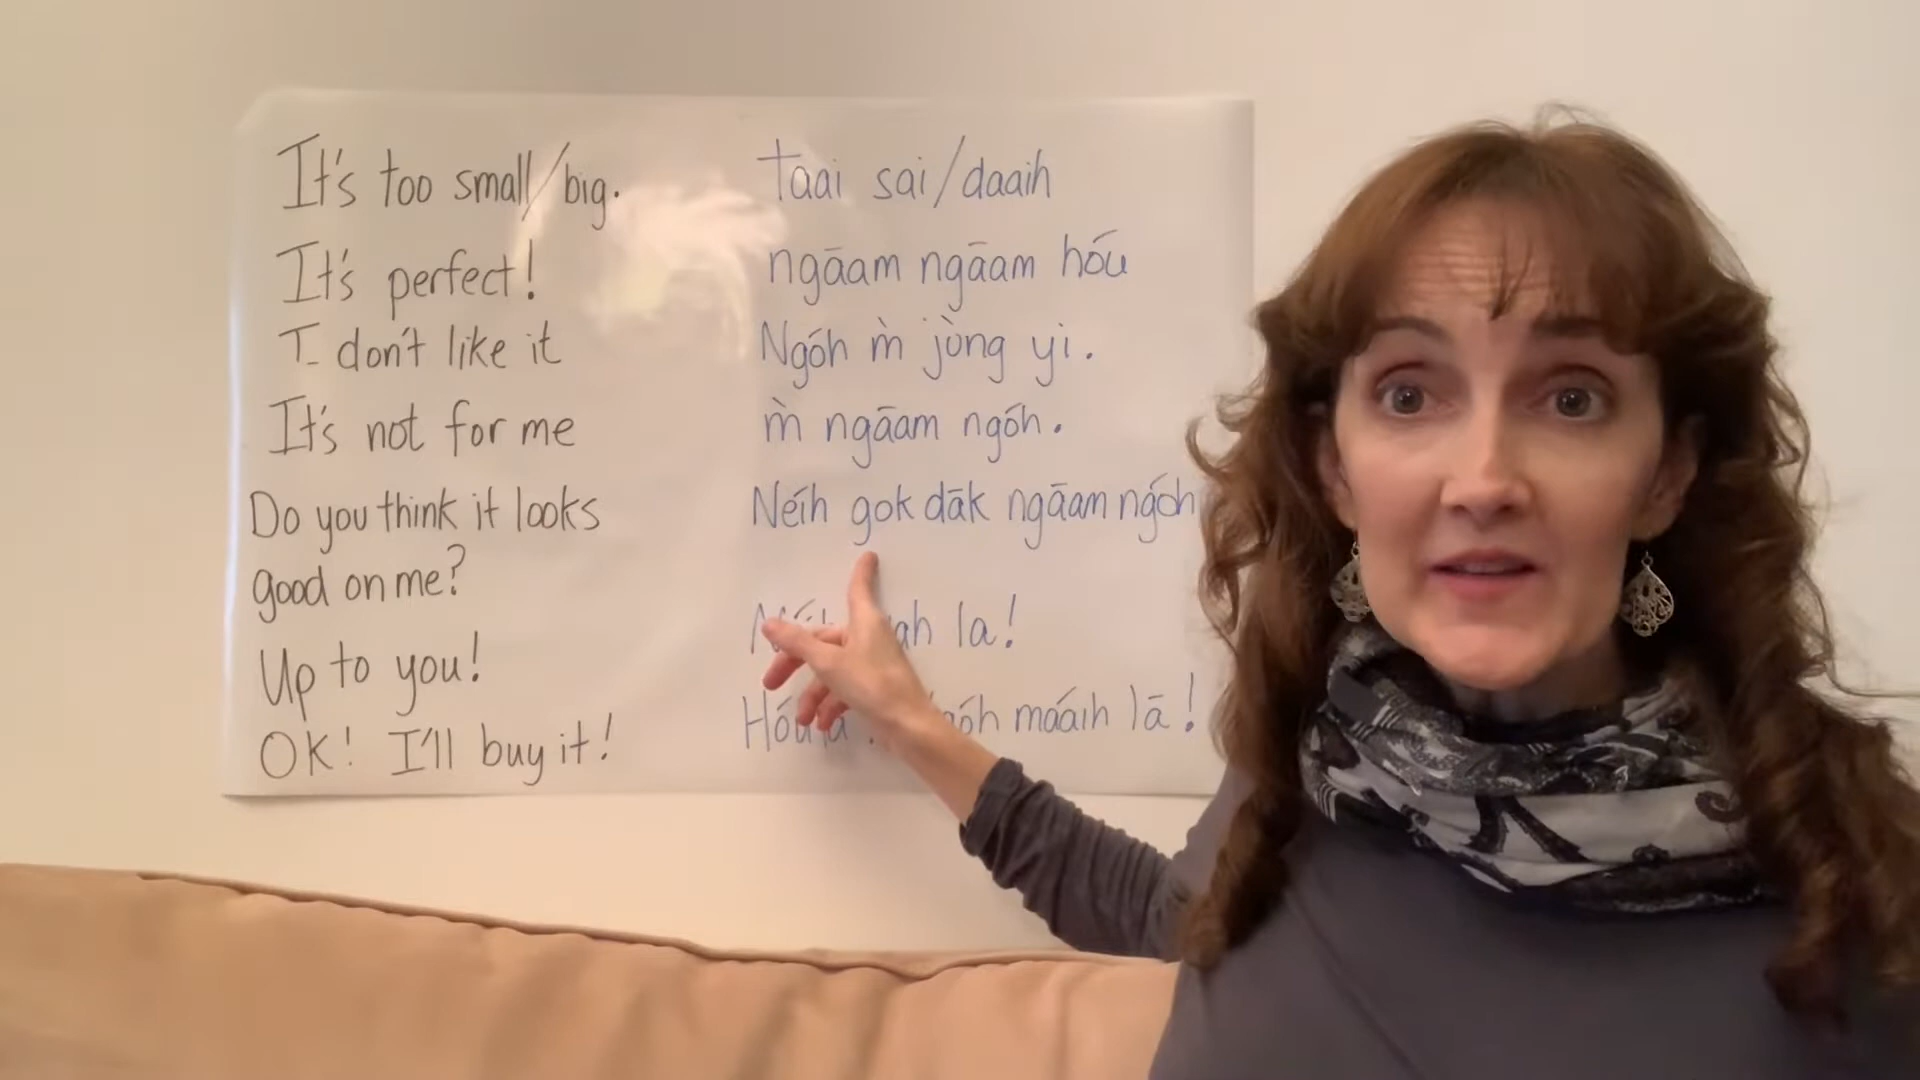 It's too small/big. taai sai/daaih
It's perfect! ngāam ngāam hóu
I don't like it Ngóh m̀ jùng yi.
It's not for me m̀ ngāam ngóh.
Do you think it looks Néih gok dāk ngāam ngóh
good on me?
Up to you! la!
OK! I'll buy it! máaih lā!